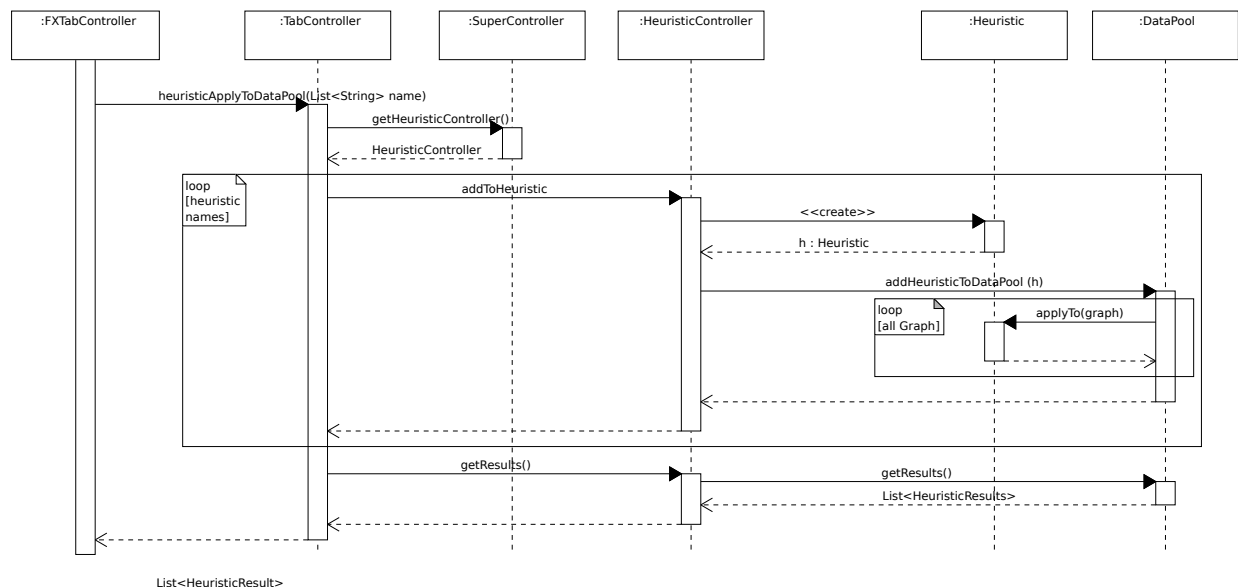 :FXTabController
:TabController
:SuperController
:HeuristicController
:Heuristic
:DataPool
heuristicApplyToDataPool(List<String> name)
getHeuristicController()
HeuristicController
loop
[heuristic
names]
addToHeuristic
<<create>>
h : Heuristic
addHeuristicToDataPool (h)
loop
[all Graph]
applyTo(graph)
getResults()
getResults()
List<HeuristicResults>
List<HeuristicResult>